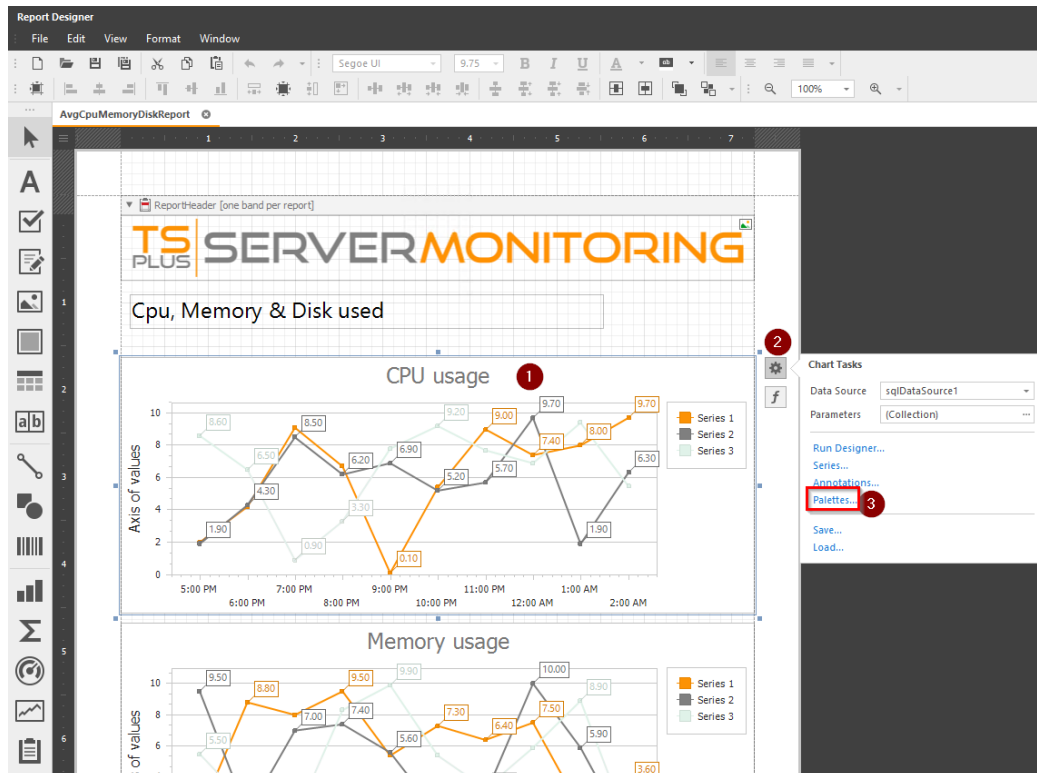 Report Designer
File Edit View Format Window
Segoe UI 9.75 B I U A ab
100%
AvgCpuMemoryDiskReport
1 2 3 4 5 6 7
ReportHeader [one band per report]
TS PLUS SERVERMONITORING
Cpu, Memory & Disk used
1
2
3
4
5
6
A
ab
CPU usage
1
Axis of values
10
8
6
4
2
0
8.60 8.50 9.20 9.00 9.70 9.70
6.50 6.20 6.90 7.40 8.00
4.30 5.20 5.70 6.30
1.90 3.30 1.90
0.90 0.10
5:00 PM 7:00 PM 9:00 PM 11:00 PM 1:00 AM
6:00 PM 8:00 PM 10:00 PM 12:00 AM 2:00 AM
Series 1
Series 2
Series 3
Memory usage
s of values
10
8
6
9.50 8.80 9.50 9.90 10.00 8.90
7.00 7.40 7.30 7.50
5.50 5.60 6.40 5.90
3.60
Series 1
Series 2
Series 3
2
f
Chart Tasks
Data Source sqlDataSource1
Parameters (Collection) ...
Run Designer...
Series...
Annotations...
Palettes... 3
Save...
Load...